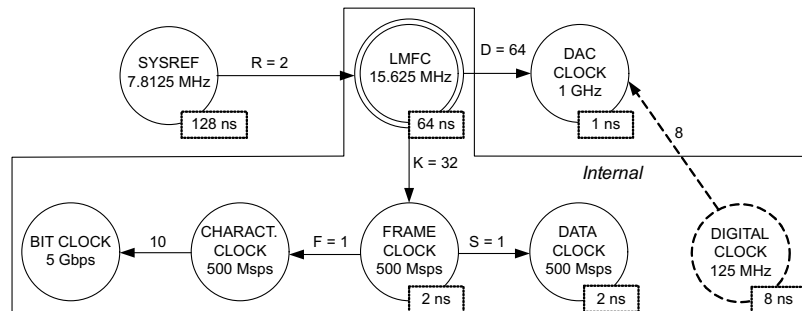 SYSREF
7.8125 MHz
128 ns
R = 2
LMFC
15.625 MHz
64 ns
D = 64
DAC
CLOCK
1 GHz
1 ns
8
K = 32
Internal
BIT CLOCK
5 Gbps
10
CHARACT.
CLOCK
500 Msps
F = 1
FRAME
CLOCK
500 Msps
2 ns
S = 1
DATA
CLOCK
500 Msps
2 ns
DIGITAL
CLOCK
125 MHz
8 ns